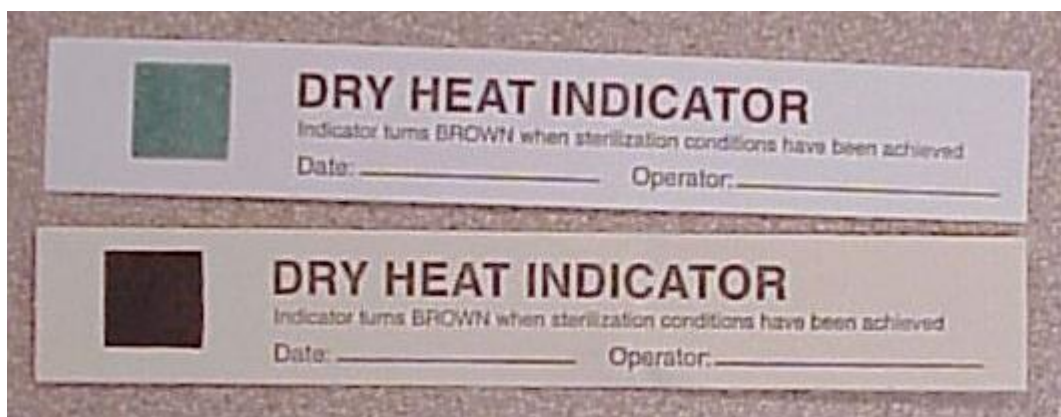 DRY HEAT INDICATOR
Indicator turns BROWN when sterilization conditions have been achieved
Date: Operator:
DRY HEAT INDICATOR
Indicator turns BROWN when sterilization conditions have been achieved
Date: Operator: